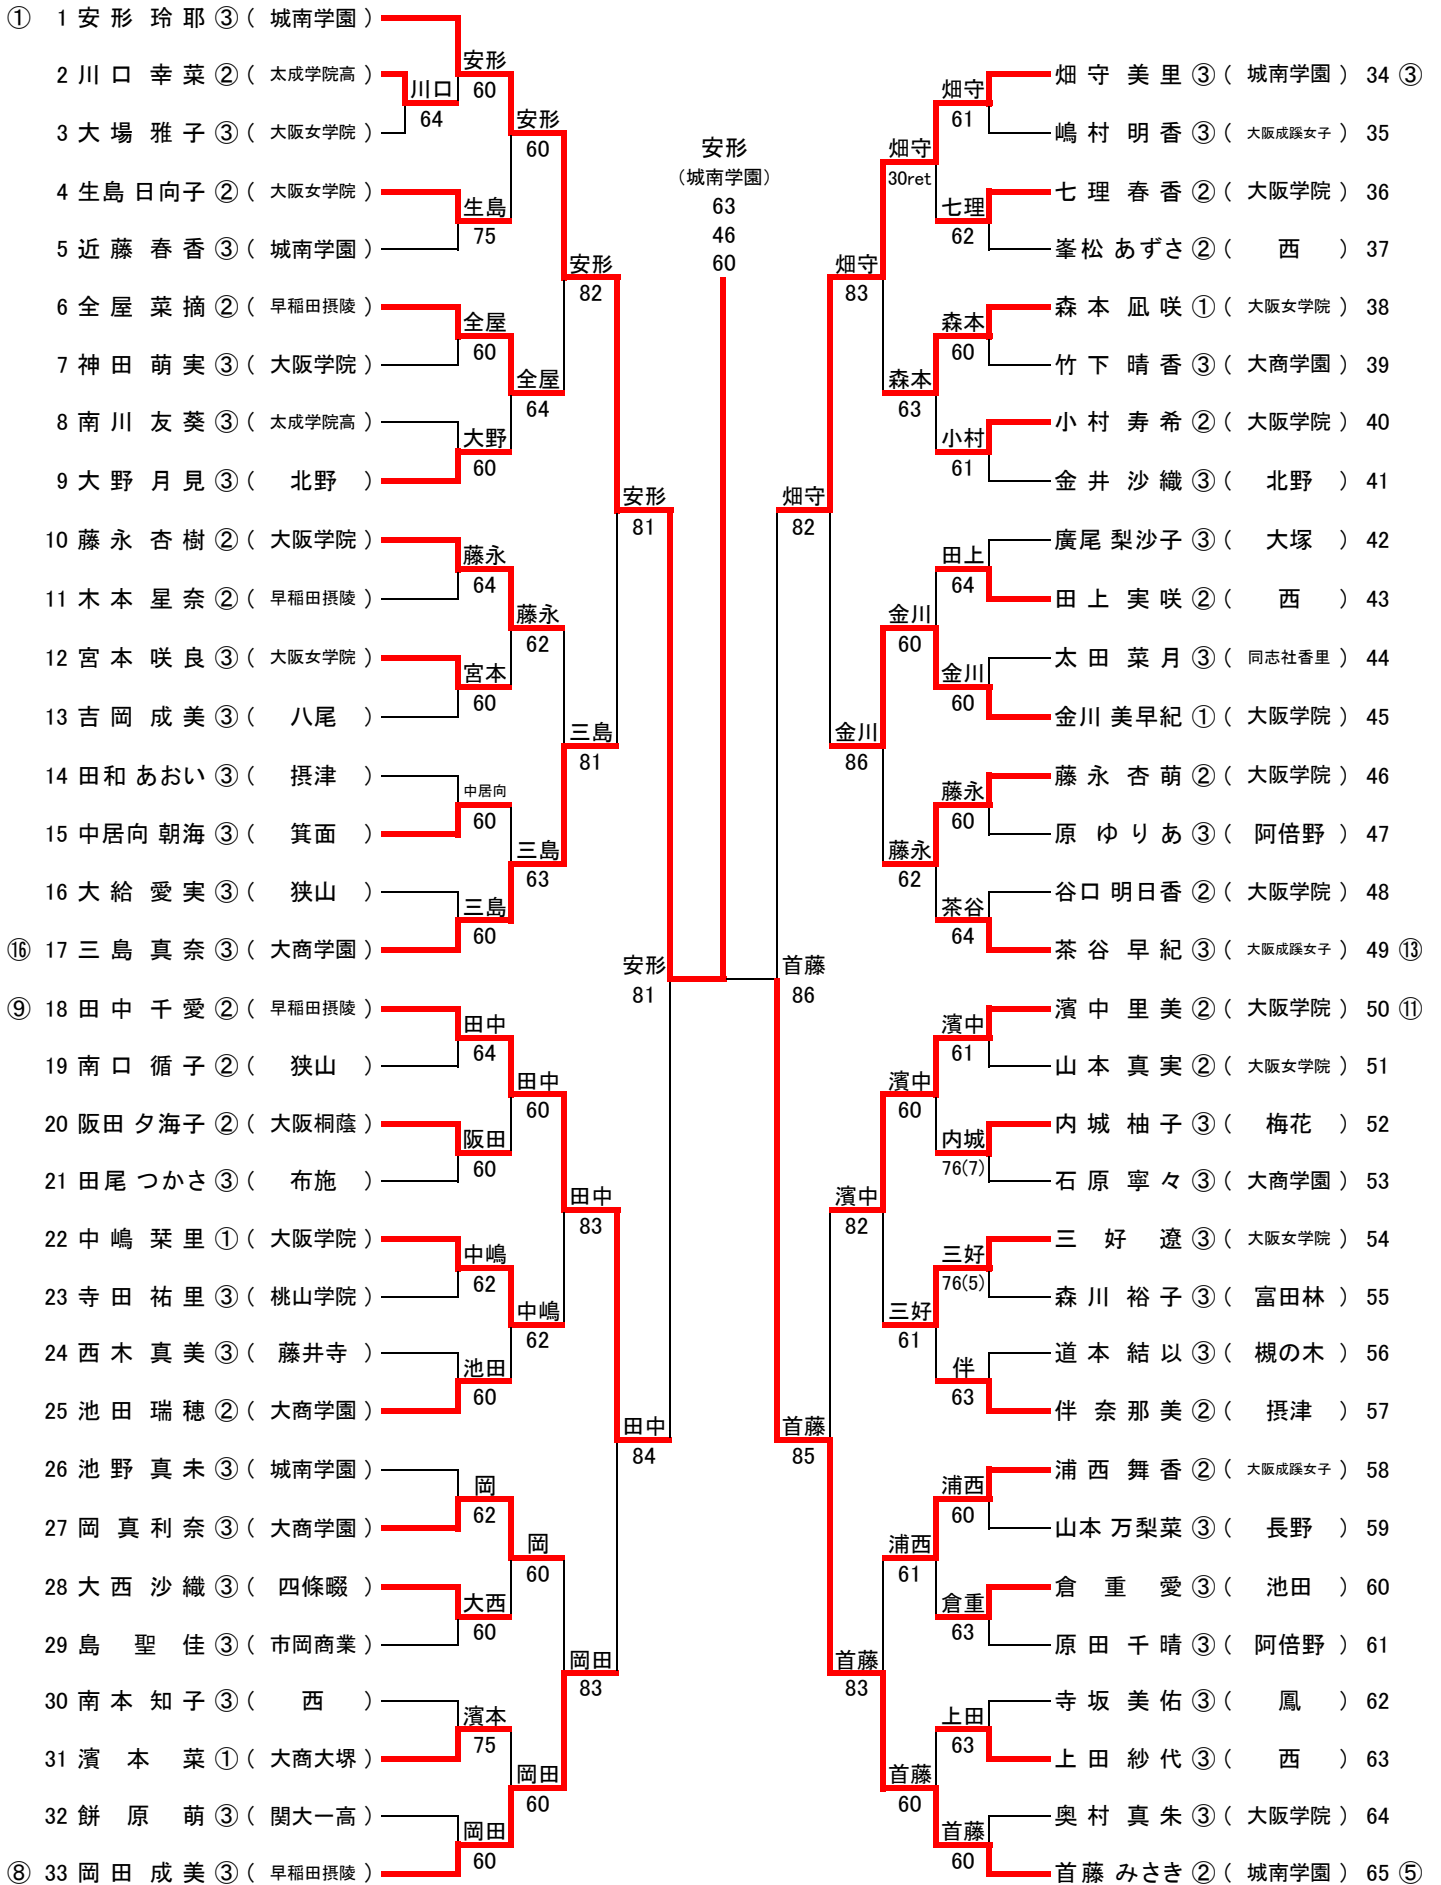 ① 1 安 形 玲 耶 ③ ( 城南学園 )
2 川 口 幸 菜 ② ( 太成学院高 )
3 大 場 雅 子 ③ ( 大阪女学院 )
4 生島 日向子 ② ( 大阪女学院 )
5 近 藤 春 香 ③ ( 城南学園 )
6 全 屋 菜 摘 ② ( 早稲田摂陵 )
7 神 田 萌 実 ③ ( 大阪学院 )
8 南 川 友 葵 ③ ( 太成学院高 )
9 大 野 月 見 ③ ( 北野 )
10 藤 永 杏 樹 ② ( 大阪学院 )
11 木 本 星 奈 ② ( 早稲田摂陵 )
12 宮 本 咲 良 ③ ( 大阪女学院 )
13 吉 岡 成 美 ③ ( 八尾 )
14 田和 あおい ③ ( 摂津 )
15 中居向 朝海 ③ ( 箕面 )
16 大 給 愛 実 ③ ( 狭山 )
⑯ 17 三 島 真 奈 ③ ( 大商学園 )
⑨ 18 田 中 千 愛 ② ( 早稲田摂陵 )
19 南 口 循 子 ② ( 狭山 )
20 阪田 夕海子 ② ( 大阪桐蔭 )
21 田尾 つかさ ③ ( 布施 )
22 中 嶋 栞 里 ① ( 大阪学院 )
23 寺 田 祐 里 ③ ( 桃山学院 )
24 西 木 真 美 ③ ( 藤井寺 )
25 池 田 瑞 穂 ② ( 大商学園 )
26 池 野 真 未 ③ ( 城南学園 )
27 岡 真 利 奈 ③ ( 大商学園 )
28 大 西 沙 織 ③ ( 四條畷 )
29 島 聖 佳 ③ ( 市岡商業 )
30 南 本 知 子 ③ ( 西 )
31 濱 本 菜 ① ( 大商大堺 )
32 餅 原 萌 ③ ( 関大一高 )
⑧ 33 岡 田 成 美 ③ ( 早稲田摂陵 )
川口
64
安形
60
生島
75
全屋
60
大野
60
藤永
64
宮本
60
中居向
60
三島
60
田中
64
阪田
60
中嶋
62
池田
60
岡
62
大西
60
濱本
75
岡田
60
安形
60
全屋
64
藤永
62
三島
63
田中
60
中嶋
62
岡
60
岡田
60
安形
82
三島
81
田中
83
岡田
83
安形
81
田中
84
安形
81
安形
(城南学園)
63
46
60
首藤
86
畑守
82
首藤
85
畑守
83
金川
86
濱中
82
首藤
83
畑守
30ret
森本
63
金川
60
藤永
62
濱中
60
三好
61
浦西
61
首藤
60
畑守
61
七理
62
森本
60
小村
61
田上
64
金川
60
藤永
60
茶谷
64
濱中
61
内城
76(7)
三好
76(5)
伴
63
浦西
60
倉重
63
上田
63
首藤
60
畑 守 美 里 ③ ( 城南学園 ) 34 ③
嶋 村 明 香 ③ ( 大阪成蹊女子 ) 35
七 理 春 香 ② ( 大阪学院 ) 36
峯松 あずさ ② ( 西 ) 37
森 本 凪 咲 ① ( 大阪女学院 ) 38
竹 下 晴 香 ③ ( 大商学園 ) 39
小 村 寿 希 ② ( 大阪学院 ) 40
金 井 沙 織 ③ ( 北野 ) 41
廣尾 梨沙子 ③ ( 大塚 ) 42
田 上 実 咲 ② ( 西 ) 43
太 田 菜 月 ③ ( 同志社香里 ) 44
金川 美早紀 ① ( 大阪学院 ) 45
藤 永 杏 萌 ② ( 大阪学院 ) 46
原 ゆ り あ ③ ( 阿倍野 ) 47
谷口 明日香 ② ( 大阪学院 ) 48
茶 谷 早 紀 ③ ( 大阪成蹊女子 ) 49 ⑬
濱 中 里 美 ② ( 大阪学院 ) 50 ⑪
山 本 真 実 ② ( 大阪女学院 ) 51
内 城 柚 子 ③ ( 梅花 ) 52
石 原 寧 々 ③ ( 大商学園 ) 53
三 好 遼 ③ ( 大阪女学院 ) 54
森 川 裕 子 ③ ( 富田林 ) 55
道 本 結 以 ③ ( 槻の木 ) 56
伴 奈 那 美 ② ( 摂津 ) 57
浦 西 舞 香 ② ( 大阪成蹊女子 ) 58
山本 万梨菜 ③ ( 長野 ) 59
倉 重 愛 ③ ( 池田 ) 60
原 田 千 晴 ③ ( 阿倍野 ) 61
寺 坂 美 佑 ③ ( 鳳 ) 62
上 田 紗 代 ③ ( 西 ) 63
奥 村 真 朱 ③ ( 大阪学院 ) 64
首藤 みさき ② ( 城南学園 ) 65 ⑤